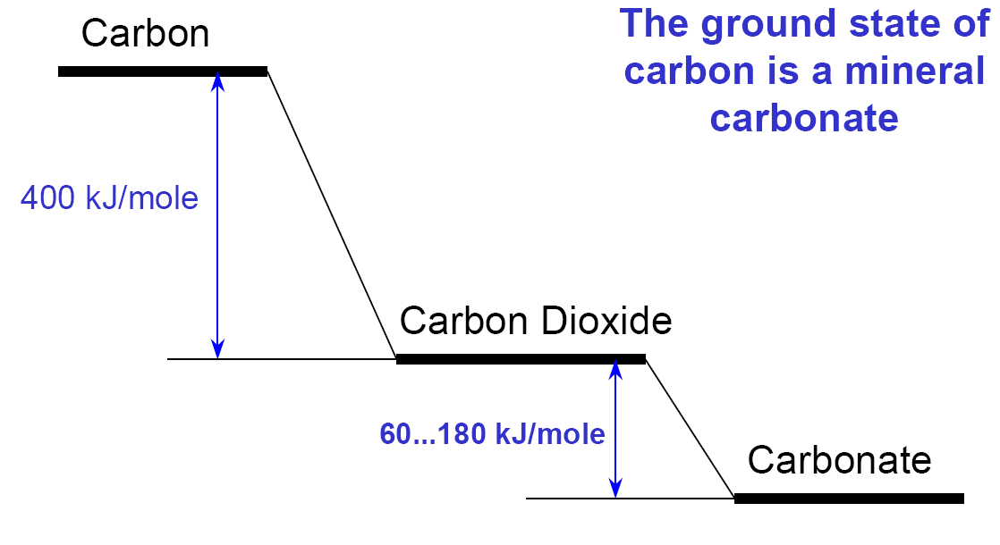 Carbon
The ground state of
carbon is a mineral
carbonate
400 kJ/mole
Carbon Dioxide
60...180 kJ/mole
Carbonate